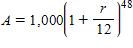 A = 1,000(1 + r/12)^48